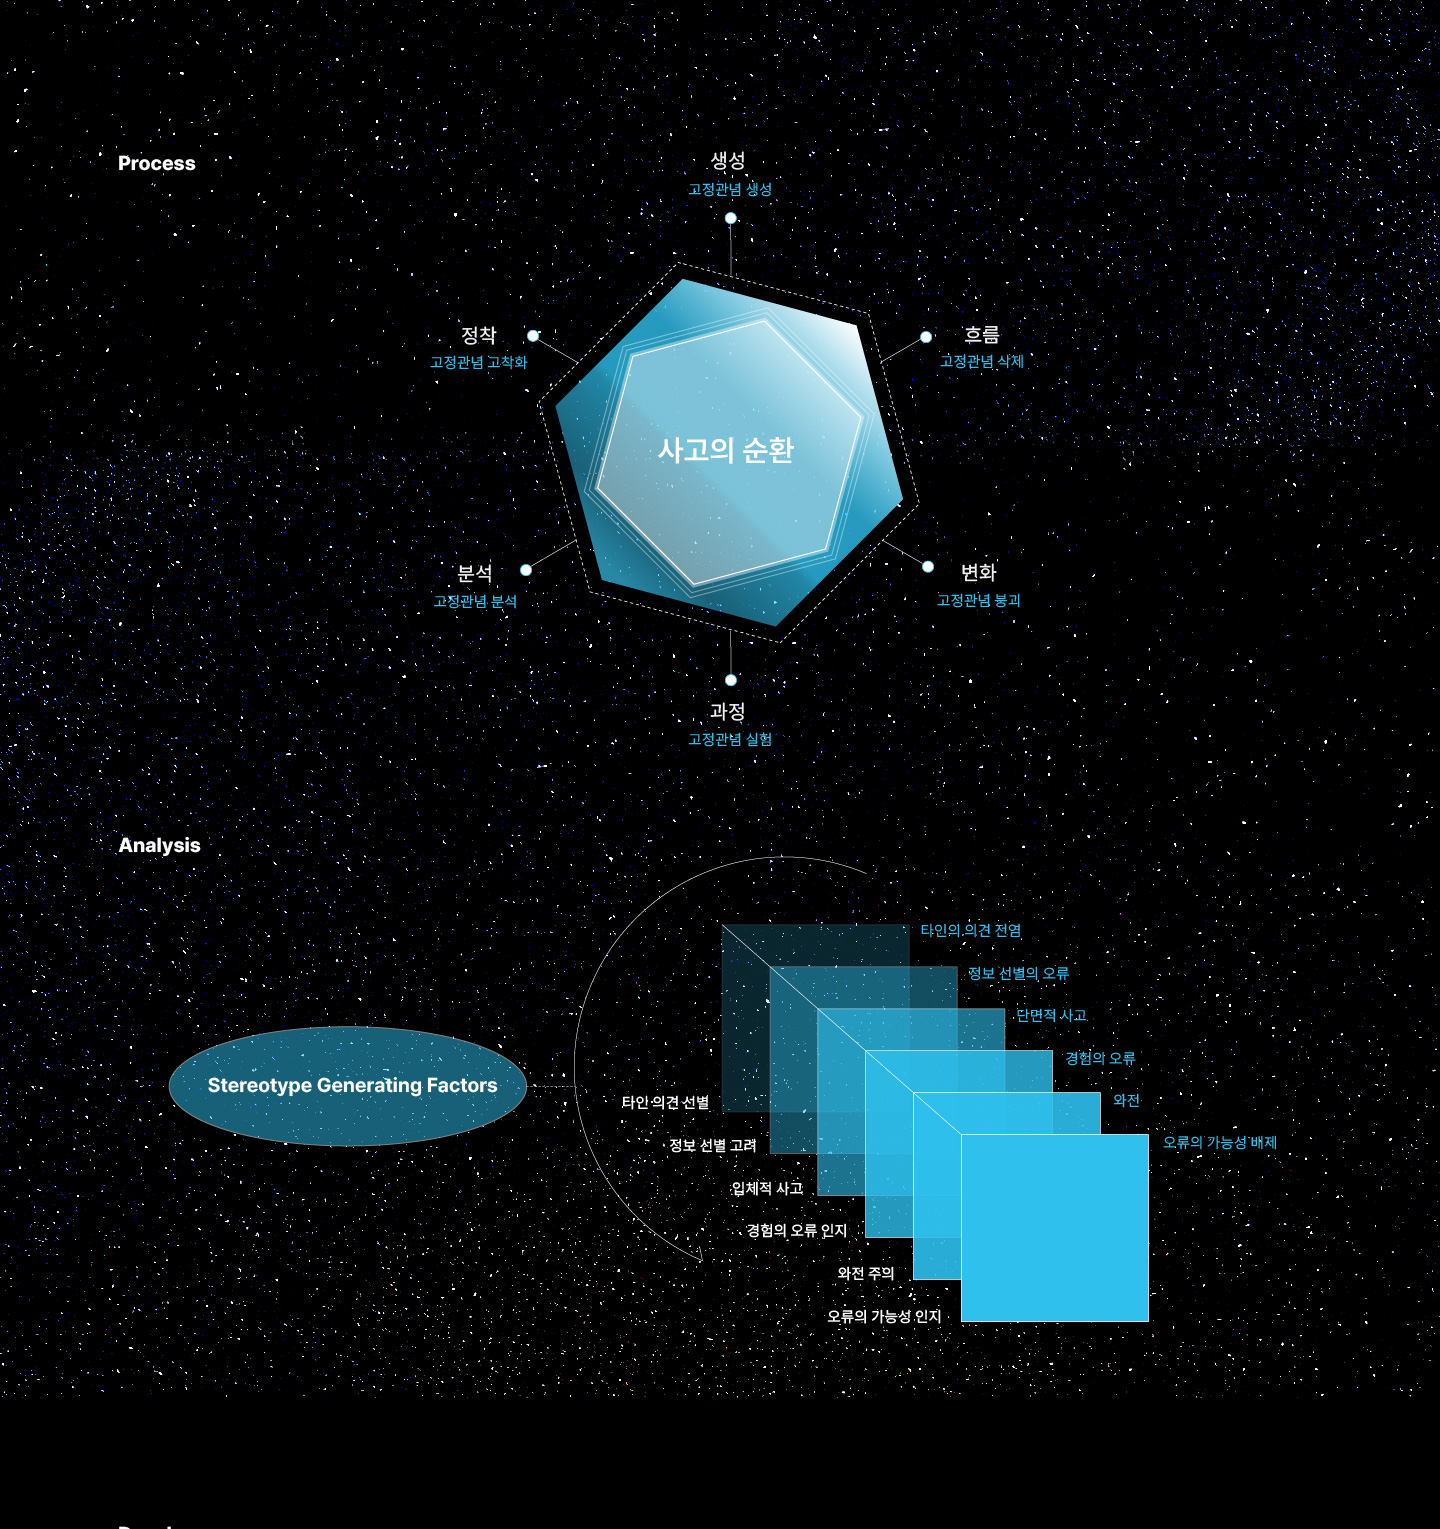 Process
생성
고정관념 생성
정착
고정관념 고착화
흐름
고정관념 삭제
사고의 순환
분석
고정관념 분석
변화
고정관념 붕괴
과정
고정관념 실험
Analysis
타인의 의견 전염
정보 선별의 오류
단면적 사고
경험의 오류
와전
오류의 가능성 배제
Stereotype Generating Factors
타인 의견 선별
정보 선별 고려
입체적 사고
경험의 오류 인지
와전 주의
오류의 가능성 인지